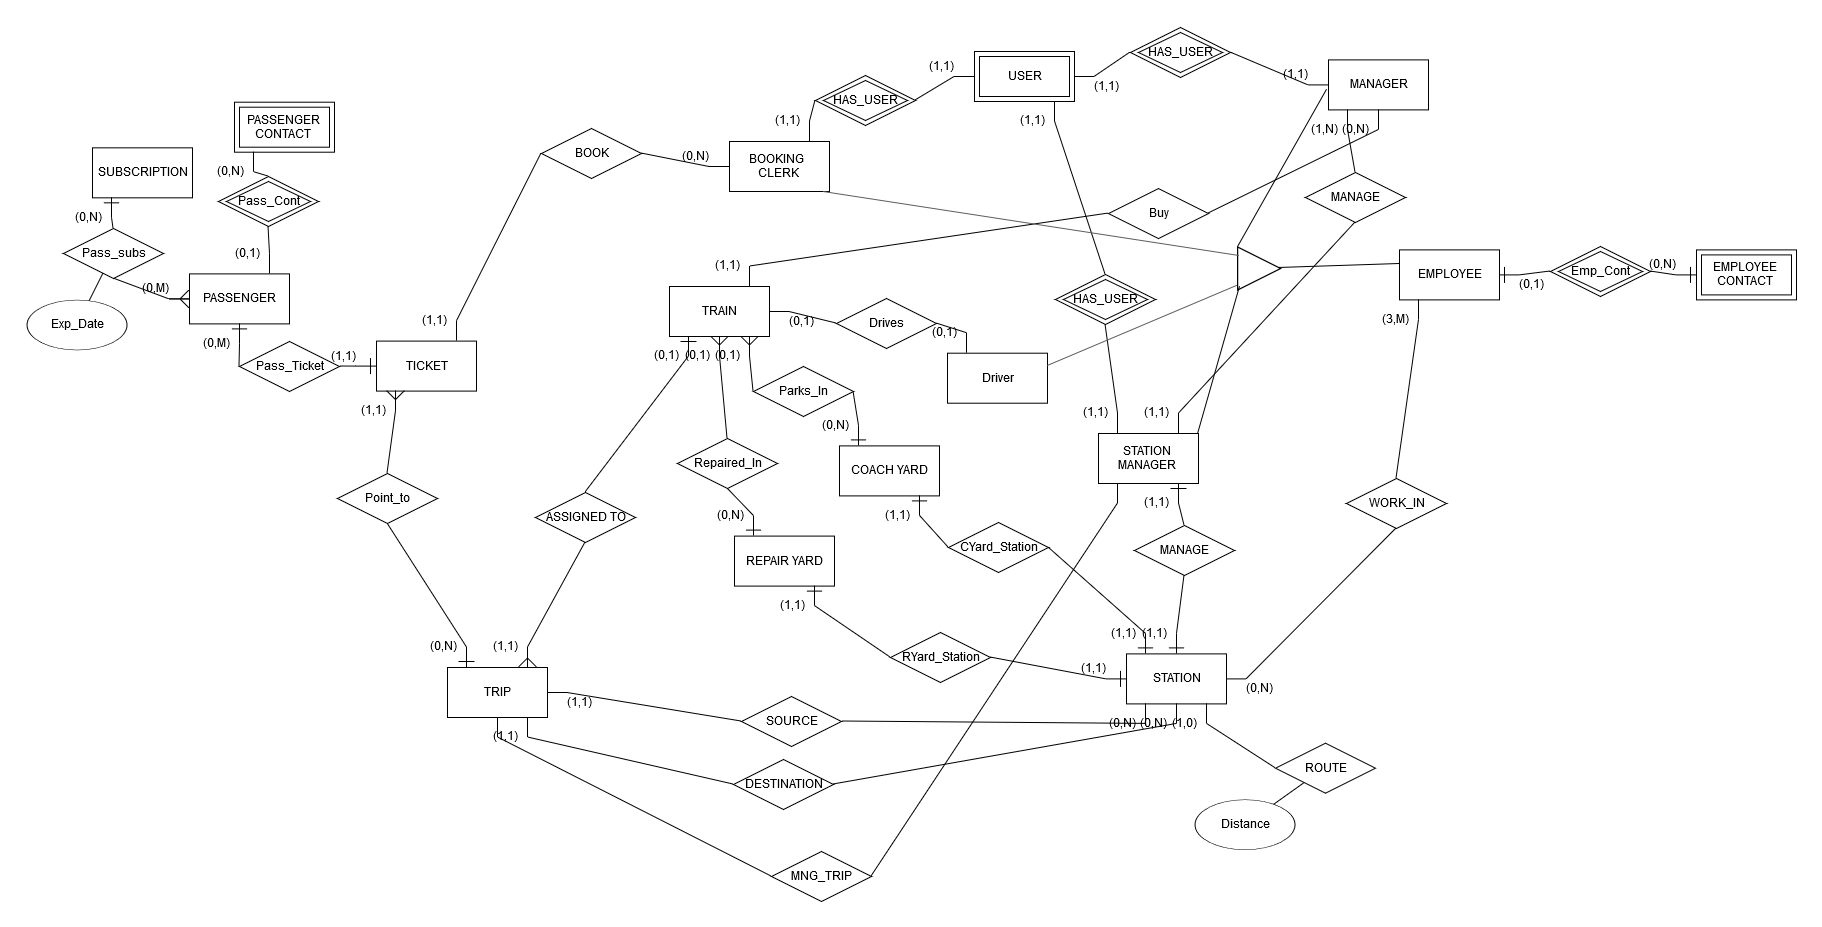 HAS_USER
(1,1)
USER
(1,1)
(1,1)
MANAGER
HAS_USER
(1,1)
(1,1)
(1,N)
(0,N)
PASSENGER
CONTACT
SUBSCRIPTION
(0,N)
BOOK
(0,N)
BOOKING
CLERK
MANAGE
Pass_Cont
(0,N)
Buy
Pass_subs
(0,1)
(1,1)
EMPLOYEE
Emp_Cont
(0,N)
EMPLOYEE
CONTACT
(0,1)
(0,M)
PASSENGER
HAS_USER
Exp_Date
(1,1)
TRAIN
(0,1)
Drives
(0,1)
(3,M)
(0,M)
(1,1)
Pass_Ticket
TICKET
(0,1)
(0,1)
(0,1)
Driver
Parks_In
(1,1)
(0,N)
(1,1)
(1,1)
STATION
MANAGER
Repaired_In
COACH YARD
Point_to
(1,1)
WORK_IN
(0,N)
(1,1)
ASSIGNED TO
CYard_Station
MANAGE
REPAIR YARD
(1,1)
(1,1)
(1,1)
(0,N)
(1,1)
RYard_Station
(1,1)
STATION
(0,N)
TRIP
(1,1)
SOURCE
(0,N)
(0,N)
(1,0)
(1,1)
ROUTE
DESTINATION
Distance
MNG_TRIP